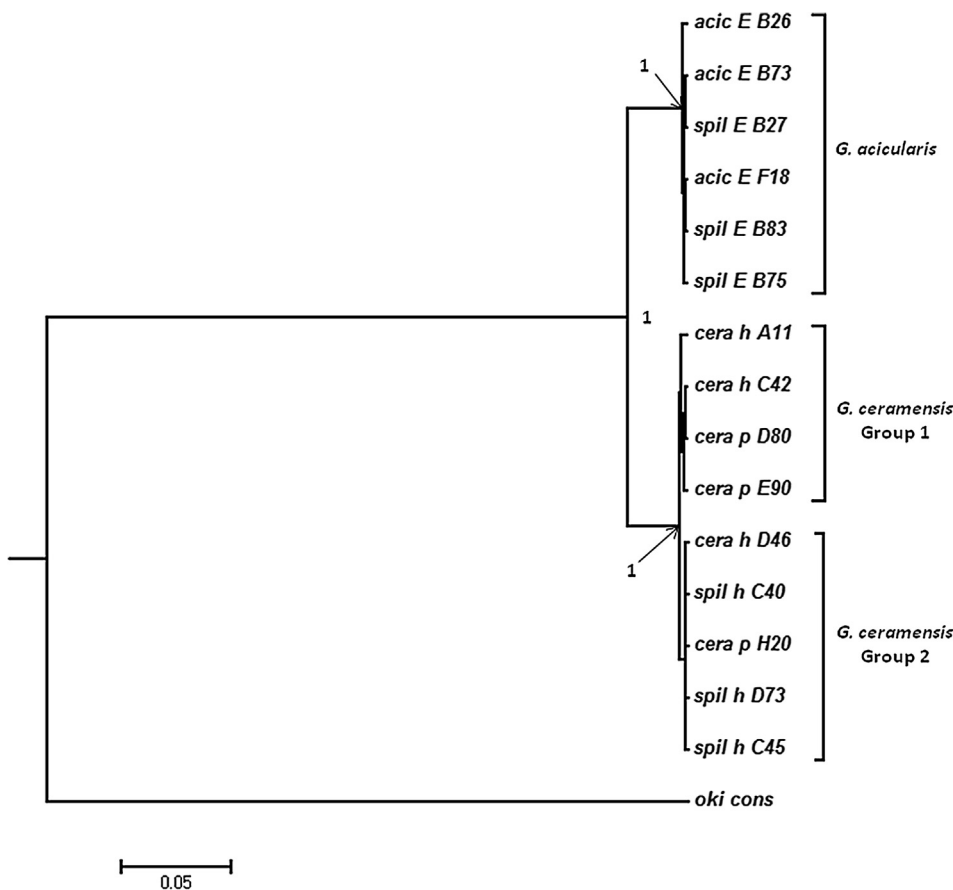 acic E B26
acic E B73
1
spil E B27
G. acicularis
acic E F18
spil E B83
spil E B75
1
cera h A11
cera h C42
G. ceramensis
Group 1
cera p D80
cera p E90
cera h D46
1
spil h C40
G. ceramensis
Group 2
cera p H20
spil h D73
spil h C45
oki cons
0.05